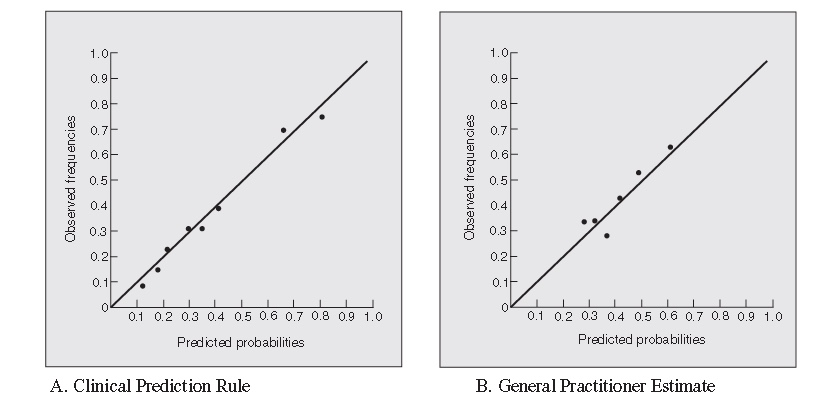 1.0
0.9
0.8
0.7
0.6
0.5
0.4
0.3
0.2
0.1
0
Observed frequencies
0.1 0.2 0.3 0.4 0.5 0.6 0.7 0.8 0.9 1.0
Predicted probabilities
A. Clinical Prediction Rule
1.0
0.9
0.8
0.7
0.6
0.5
0.4
0.3
0.2
0.1
0
Observed frequencies
0.1 0.2 0.3 0.4 0.5 0.6 0.7 0.8 0.9 1.0
Predicted probabilities
B. General Practitioner Estimate